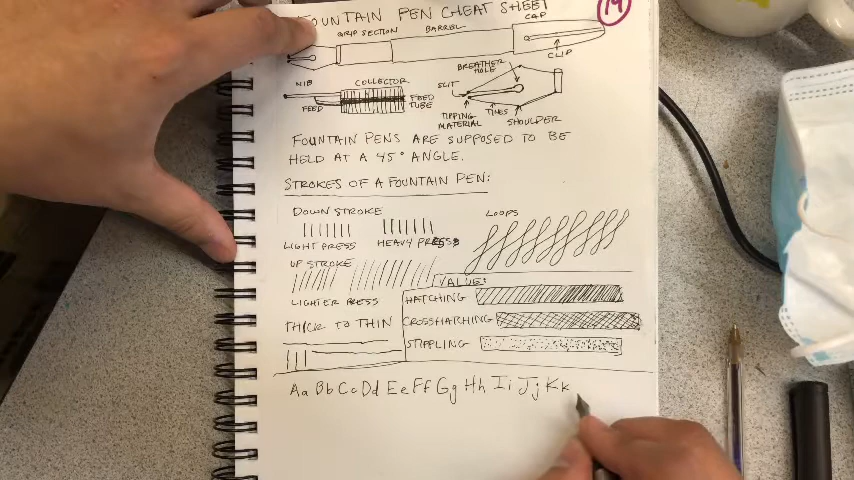 FOUNTAIN PEN CHEAT SHEET
19
GRIP SECTION BARREL CAP
CLIP
NIB COLLECTOR
FEED FEED TUBE
BREATHER HOLE
SLIT
TIPPING MATERIAL TINES SHOULDER
FOUNTAIN PENS ARE SUPPOSED TO BE
HELD AT A 45° ANGLE.
STROKES OF A FOUNTAIN PEN:
DOWN STROKE
LIGHT PRESS HEAVY PRESS
LOOPS
UP STROKE
LIGHTER PRESS
VALUE:
HATCHING
THICK TO THIN
CROSSHATCHING
STIPPLING
Aa Bb Cc Dd Ee Ff Gg Hh Ii Jj Kk